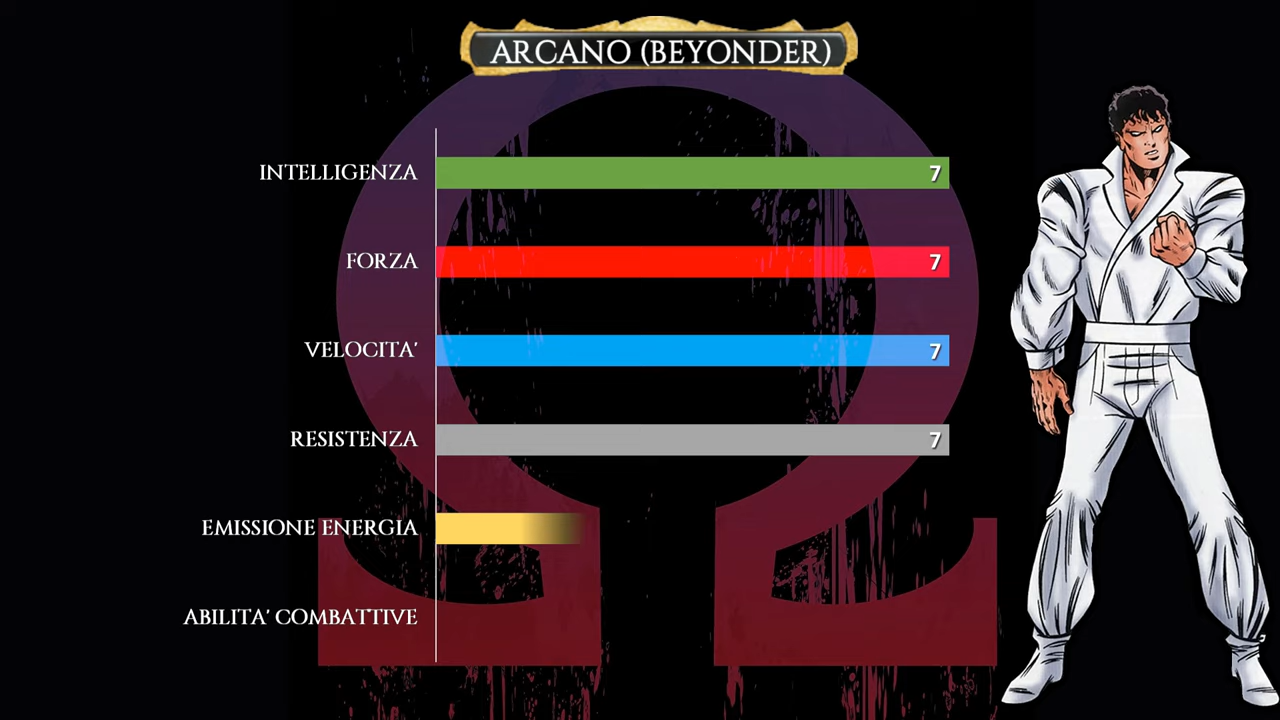 ARCANO (BEYONDER)
INTELLIGENZA 7
FORZA 7
VELOCITA' 7
RESISTENZA 7
EMISSIONE ENERGIA
ABILITA' COMBATTIVE